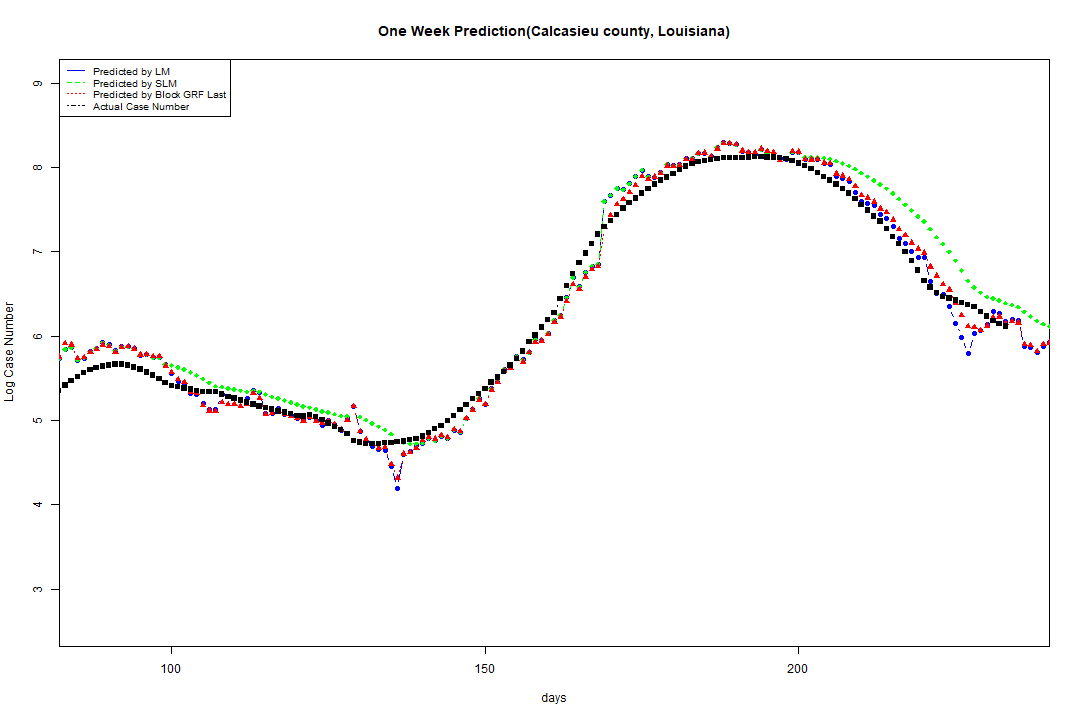 One Week Prediction(Calcasieu county, Louisiana)
Predicted by LM
Predicted by SLM
Predicted by Block GRF Last
Actual Case Number
9
8
7
6
5
4
3
Log Case Number
100
150
200
days